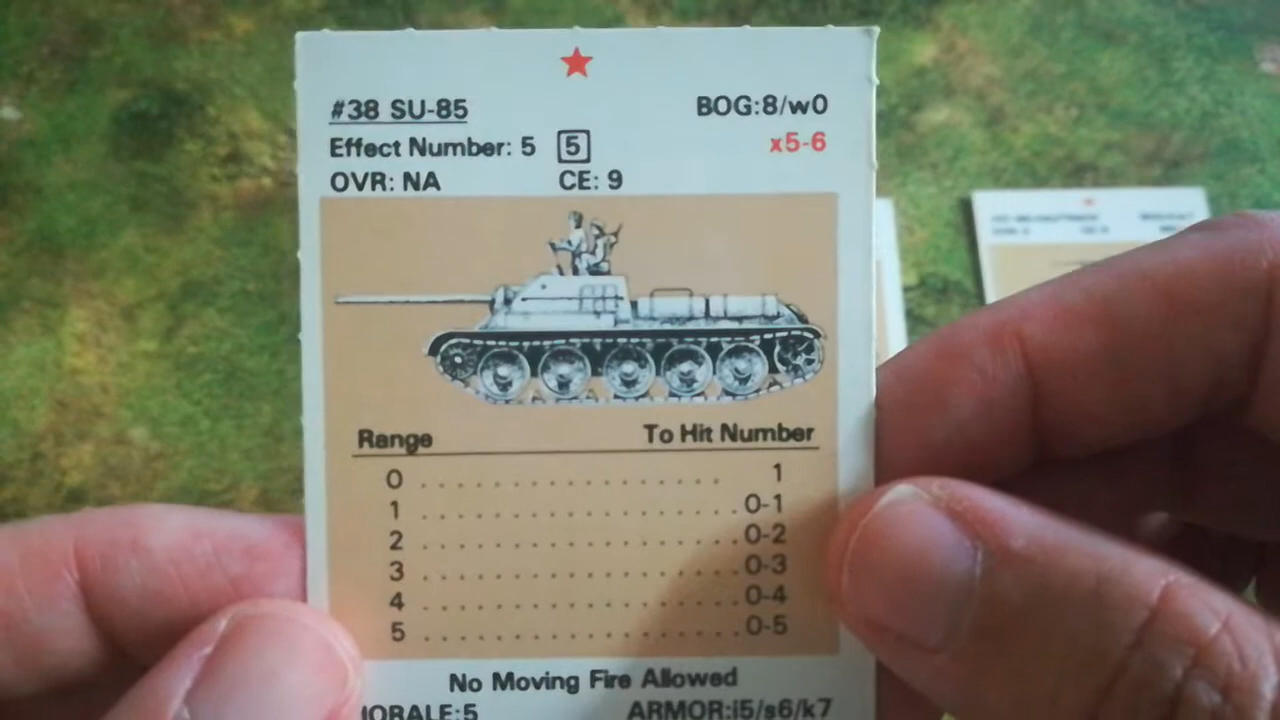 #38 SU-85 BOG:8/w0
Effect Number: 5 5 x5-6
OVR: NA CE: 9
Range To Hit Number
0 . . . . . . . . . . . . . . . . . 1
1 . . . . . . . . . . . . . . . . . . 0-1
2 . . . . . . . . . . . . . . . . . . 0-2
3 . . . . . . . . . . . . . . . . . . 0-3
4 . . . . . . . . . . . . . . . . . . 0-4
5 . . . . . . . . . . . . . . . . . . 0-5
No Moving Fire Allowed
ORALE:5 ARMOR:i5/s6/k7